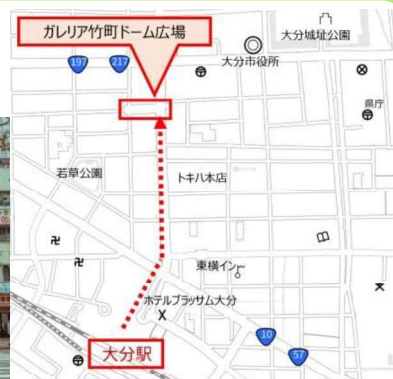 ガレリア竹町ドーム広場
大分城址公園
197
217
大分市役所
県庁
若草公園
トキハ本店
東横イン
ホテルブラッサム大分
10
大分駅
57